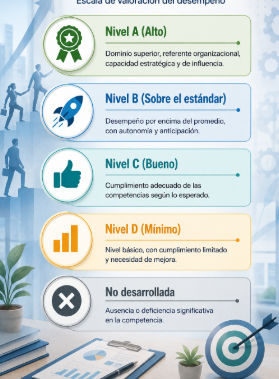 Escala de valoración del desempeño
Nivel A (Alto)
Dominio superior, referente organizacional,
capacidad estratégica y de influencia.
Nivel B (Sobre el estándar)
Desempeño por encima del promedio,
con autonomía y anticipación.
Nivel C (Bueno)
Cumplimiento adecuado de las
competencias según lo esperado.
Nivel D (Mínimo)
Nivel básico, con cumplimiento limitado
y necesidad de mejora.
No desarrollada
Ausencia o deficiencia significativa
en la competencia.